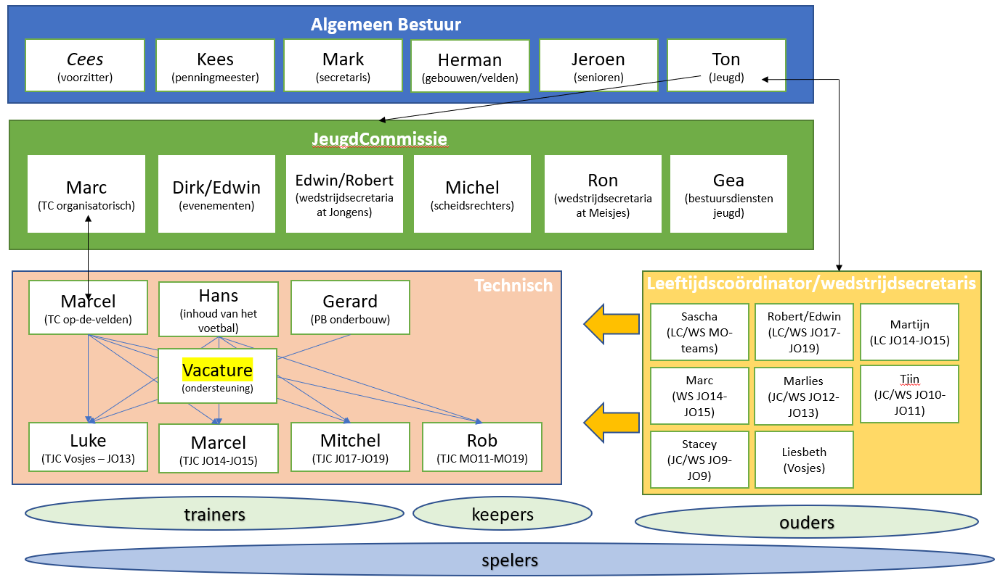 Algemeen Bestuur
Cees
(voorzitter)
Kees
(penningmeester)
Mark
(secretaris)
Herman
(gebouwen/velden)
Jeroen
(senioren)
Ton
(Jeugd)
JeugdCommissie
Marc
(TC organisatorisch)
Dirk/Edwin
(evenementen)
Edwin/Robert
(wedstrijdsecretaria
at Jongens)
Michel
(scheidsrechters)
Ron
(wedstrijdsecretaria
at Meisjes)
Gea
(bestuursdiensten
jeugd)
Technisch
Marcel
(TC op-de-velden)
Hans
(inhoud van het
voetbal)
Gerard
(PB onderbouw)
Vacature
(ondersteuning)
Luke
(TJC Vosjes – JO13)
Marcel
(TJC JO14-JO15)
Mitchel
(TJC J017-JO19)
Rob
(TJC MO11-MO19)
Leeftijdscoördinator/wedstrijdsecretaris
Sascha
(LC/WS MO-
teams)
Robert/Edwin
(LC/WS JO17-
JO19)
Martijn
(LC JO14-JO15)
Marc
(WS JO14-
JO15)
Marlies
(JC/WS JO12-
JO13)
Tjin
(JC/WS JO10-
JO11)
Stacey
(JC/WS JO9-
JO9)
Liesbeth
(Vosjes)
trainers
keepers
ouders
spelers